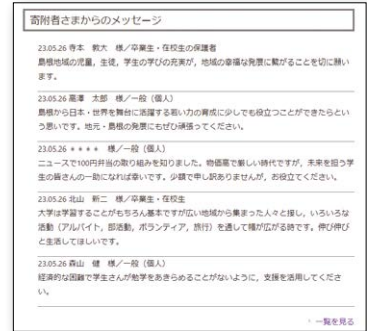 寄附者さまからのメッセージ
23.05.26 寺本 教大 様／卒業生・在校生の保護者
島根地域の児童，生徒，学生の学びの充実が，地域の幸福な発展に繋がることを切に願い
ます。
23.05.26 高澤 太郎 様／一般（個人）
島根から日本・世界を舞台に活躍する若い力の育成に少しでも役立つことができたらとい
う思いです。地元・島根の発展にもぜひ頑張ってください。
23.05.26 ＊＊＊＊ 様／一般（個人）
ニュースで100円弁当の取り組みを知りました。物価高で厳しい時代ですが，未来を担う学
生の皆さんの一助になれば幸いです。少額で申し訳ありませんが，お役立てください。
23.05.26 北山 新二 様／卒業生・在校生
大学は学習することがもちろん基本ですが広い地域から集まった人々と接し，いろいろな
活動（アルバイト，部活動，ボランティア，旅行）を通して幅が広がる時です。伸び伸び
と生活してほしいです。
23.05.26 森山 健 様／一般（個人）
経済的な困難で学生さんが勉学をあきらめることがないように，支援を活用してくださ
い。
一覧を見る